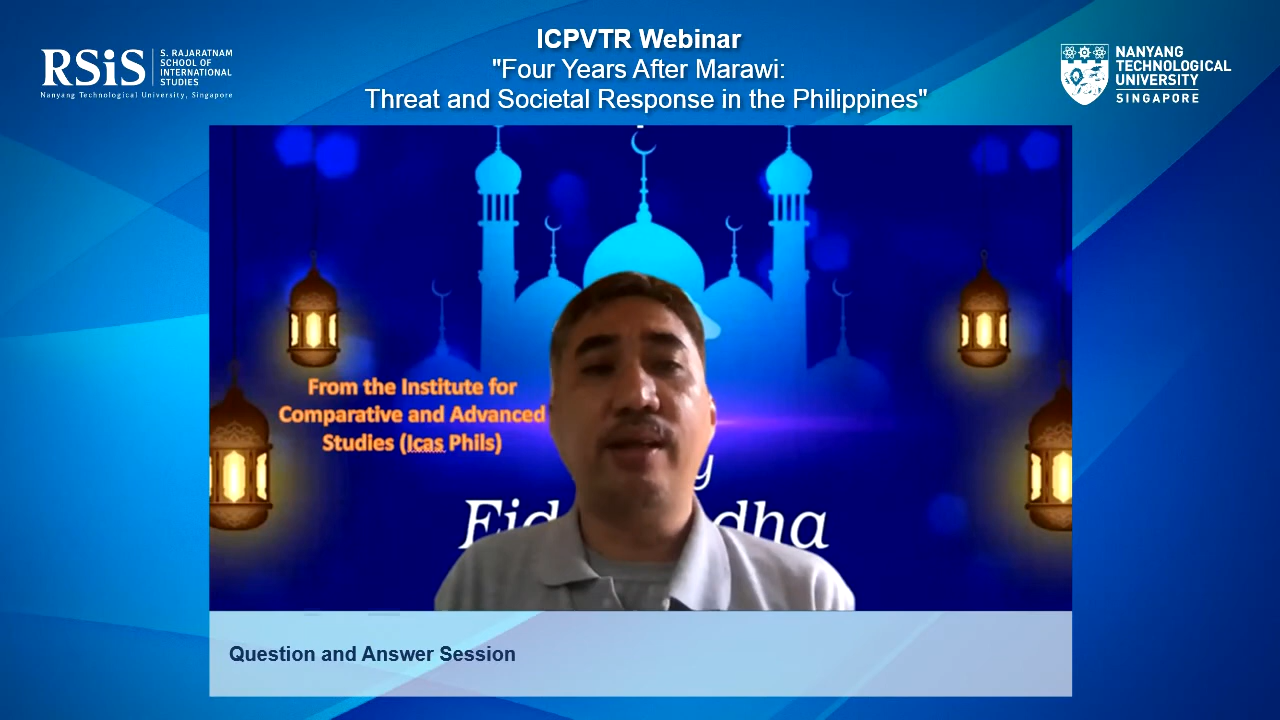 RSiS
S. RAJARATNAM
SCHOOL OF
INTERNATIONAL
STUDIES
Nanyang Technological University, Singapore
ICPVTR Webinar
"Four Years After Marawi:
Threat and Societal Response in the Philippines"
NANYANG
TECHNOLOGICAL
UNIVERSITY
SINGAPORE
From the Institute for
Comparative and Advanced
Studies (Icas Phils)
y
Eid dha
Question and Answer Session